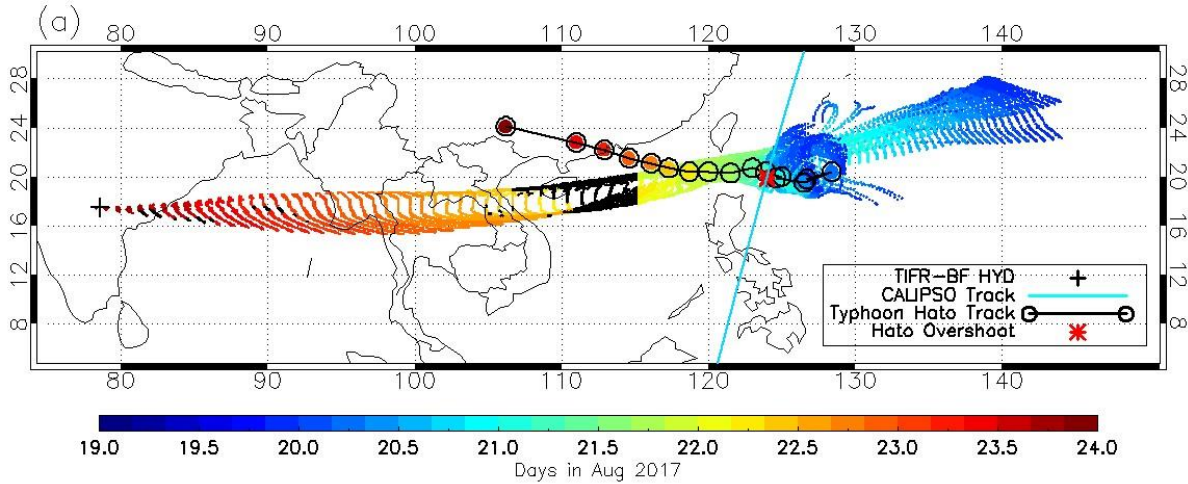 (a)
80 90 100 110 120 130 140
28 28
24 24
20 20
16 16
12 12
8 8
TIFR-BF HYD
CALIPSO Track
Typhoon Hato Track
Hato Overshoot
80 90 100 110 120 130 140
19.0 19.5 20.0 20.5 21.0 21.5 22.0 22.5 23.0 23.5 24.0
Days in Aug 2017